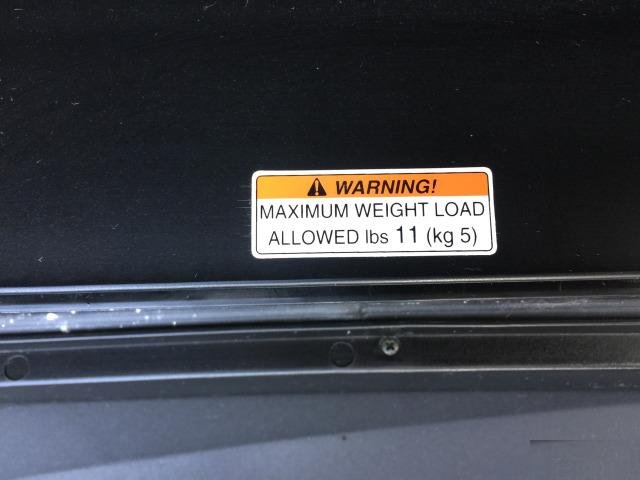 WARNING!
MAXIMUM WEIGHT LOAD
ALLOWED lbs 11 (kg 5)